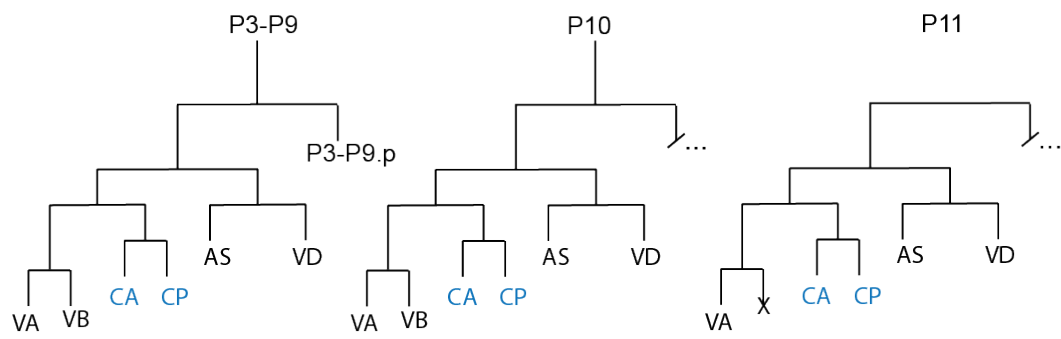 P3-P9
P10
P11
P3-P9.p
...
...
AS
VD
AS
VD
AS
VD
CA
CP
CA
CP
CA
CP
VA
VB
VA
VB
VA
X